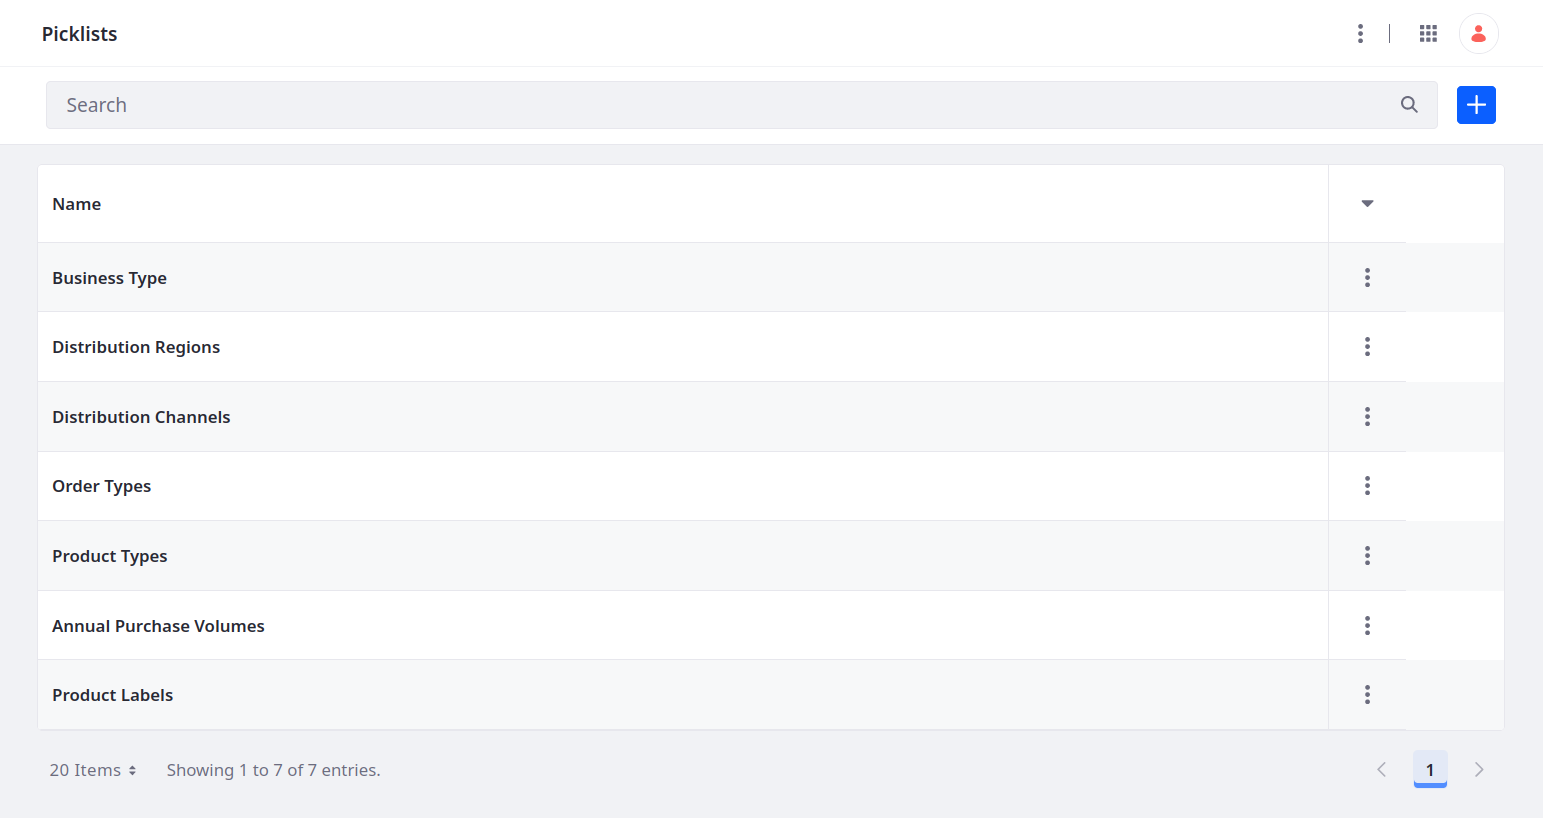 Picklists
Search
Name
Business Type
Distribution Regions
Distribution Channels
Order Types
Product Types
Annual Purchase Volumes
Product Labels
20 Items Showing 1 to 7 of 7 entries. 1